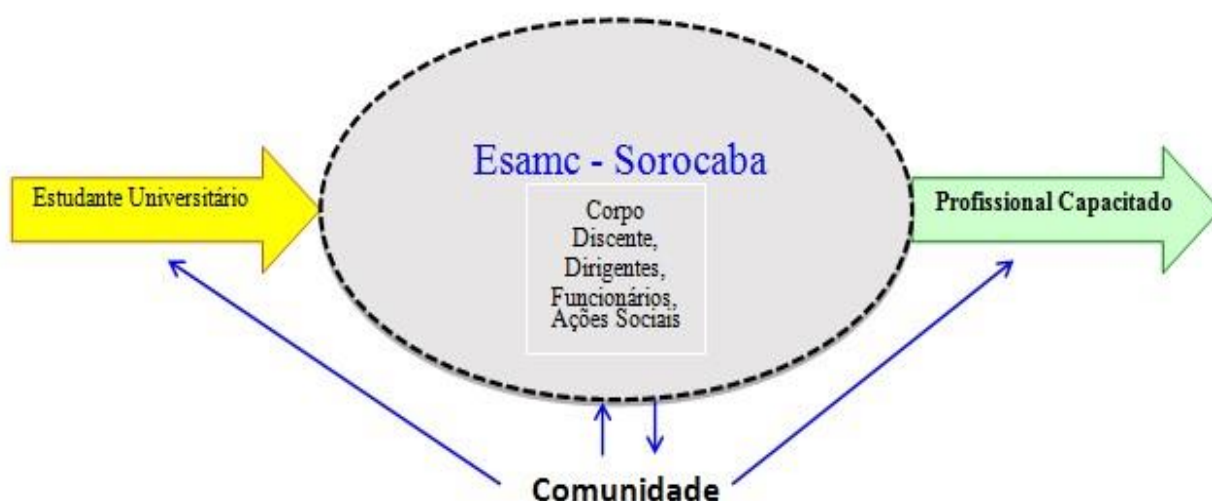 Esamc - Sorocaba
Estudante Universitário
Corpo
Discente,
Dirigentes,
Funcionários,
Ações Sociais
Profissional Capacitado
Comunidade